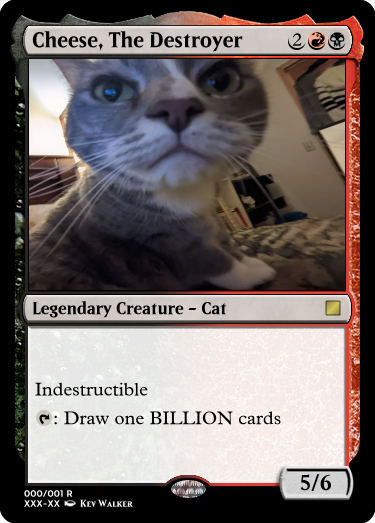 Cheese, The Destroyer 2
Legendary Creature – Cat
Indestructible
: Draw one BILLION cards
5/6
000/001 R
XXX-XX Kev Walker